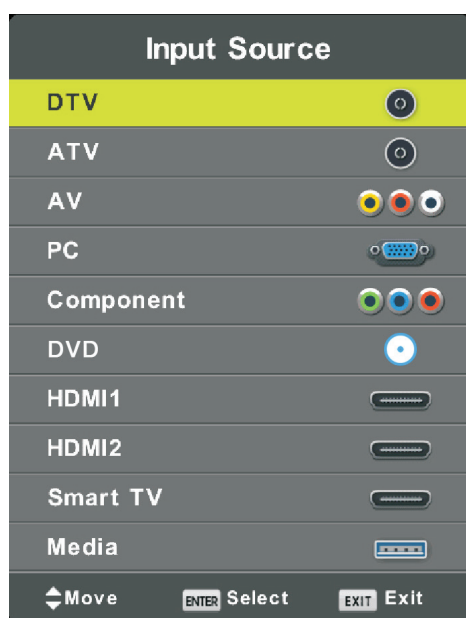 Input Source
DTV
ATV
AV
PC
Component
DVD
HDMI1
HDMI2
Smart TV
Media
Move ENTER Select EXIT Exit